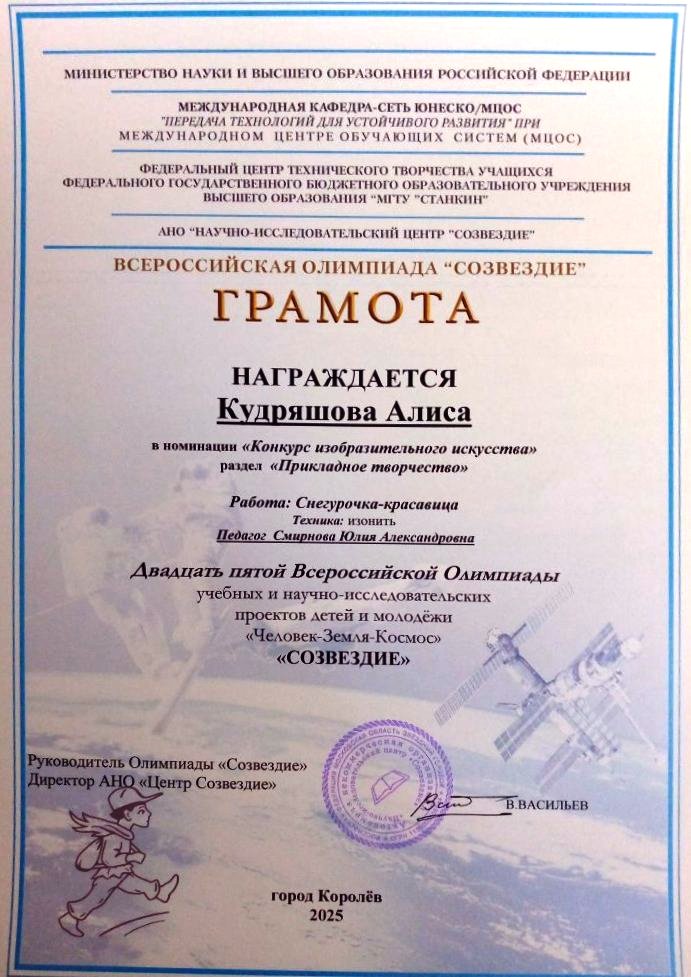 МИНИСТЕРСТВО НАУКИ И ВЫСШЕГО ОБРАЗОВАНИЯ РОССИЙСКОЙ ФЕДЕРАЦИИ
МЕЖДУНАРОДНАЯ КАФЕДРА-СЕТЬ ЮНЕСКО/МЦОС
"ПЕРЕДАЧА ТЕХНОЛОГИЙ ДЛЯ УСТОЙЧИВОГО РАЗВИТИЯ" ПРИ
МЕЖДУНАРОДНОМ ЦЕНТРЕ ОБУЧАЮЩИХ СИСТЕМ (МЦОС)
ФЕДЕРАЛЬНЫЙ ЦЕНТР ТЕХНИЧЕСКОГО ТВОРЧЕСТВА УЧАЩИХСЯ
ФЕДЕРАЛЬНОГО ГОСУДАРСТВЕННОГО БЮДЖЕТНОГО ОБРАЗОВАТЕЛЬНОГО УЧРЕЖДЕНИЯ
ВЫСШЕГО ОБРАЗОВАНИЯ "МГТУ "СТАНКИН"
АНО "НАУЧНО-ИССЛЕДОВАТЕЛЬСКИЙ ЦЕНТР "СОЗВЕЗДИЕ"
ВСЕРОССИЙСКАЯ ОЛИМПИАДА "СОЗВЕЗДИЕ"
ГРАМОТА
НАГРАЖДАЕТСЯ
Кудряшова Алиса
в номинации «Конкурс изобразительного искусства»
раздел «Прикладное творчество»
Работа: Снегурочка-красавица
Техника: изонить
Педагог Смирнова Юлия Александровна
Двадцать пятой Всероссийской Олимпиады
учебных и научно-исследовательских
проектов детей и молодёжи
«Человек-Земля-Космос»
«СОЗВЕЗДИЕ»
Руководитель Олимпиады «Созвездие»
Директор АНО «Центр Созвездие»
В.ВАСИЛЬЕВ
город Королёв
2025